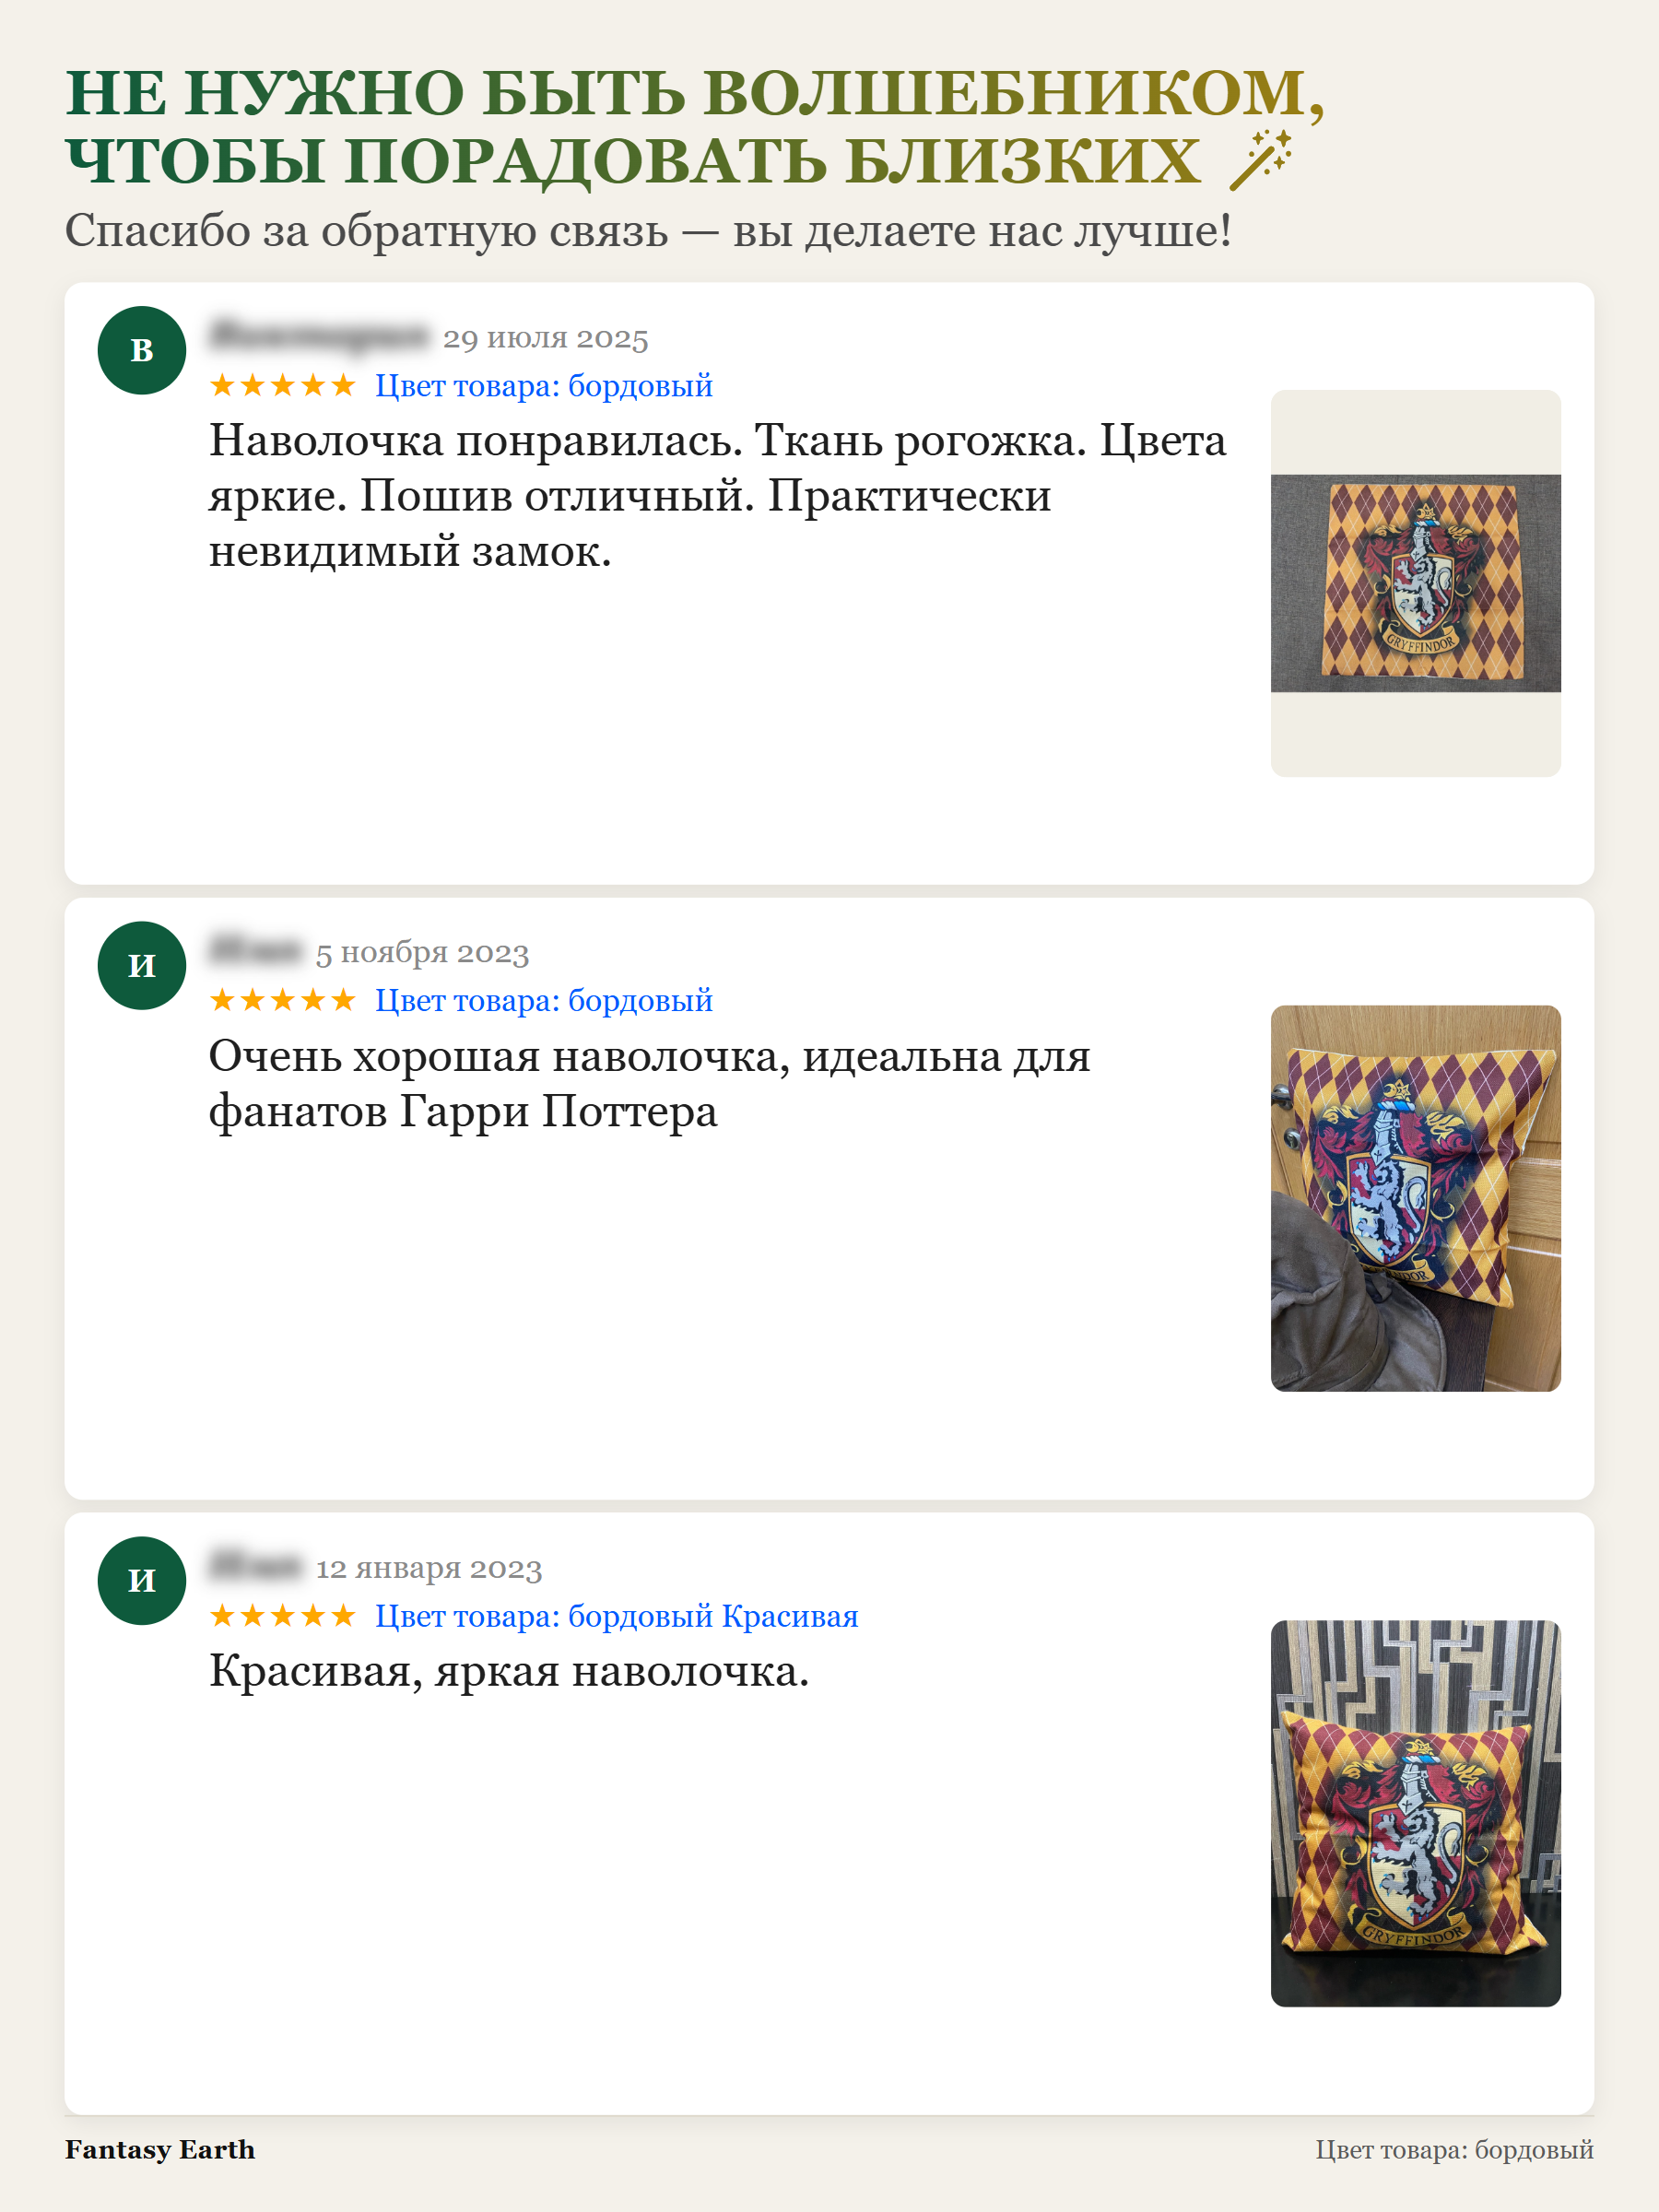 НЕ НУЖНО БЫТЬ ВОЛШЕБНИКОМ,
ЧТОБЫ ПОРАДОВАТЬ БЛИЗКИХ
Спасибо за обратную связь — вы делаете нас лучше!
В
29 июля 2025
★★★★★ Цвет товара: бордовый
Наволочка понравилась. Ткань рогожка. Цвета
яркие. Пошив отличный. Практически
невидимый замок.
GRYFFINDOR
И
5 ноября 2023
★★★★★ Цвет товара: бордовый
Очень хорошая наволочка, идеальна для
фанатов Гарри Поттера
И
12 января 2023
★★★★★ Цвет товара: бордовый Красивая
Красивая, яркая наволочка.
GRYFFINDOR
Fantasy Earth
Цвет товара: бордовый